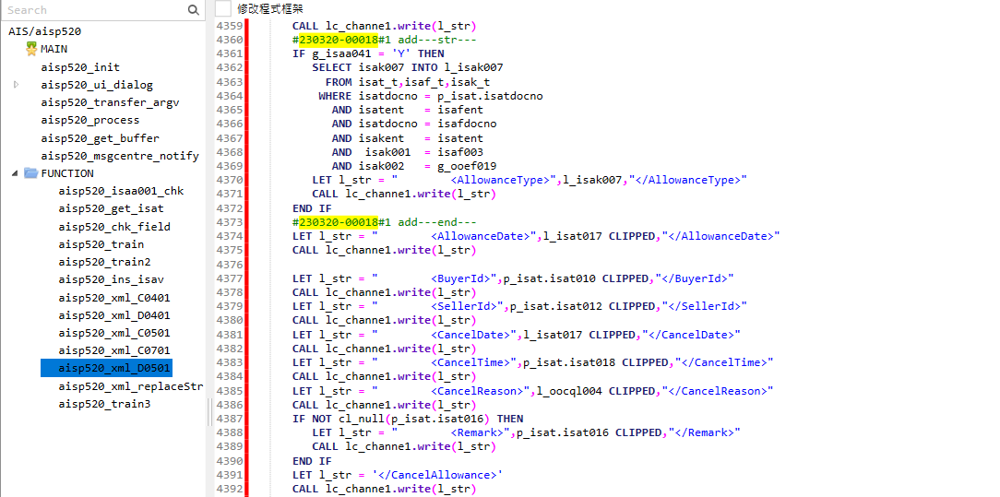 Search
AIS/aisp520
MAIN
aisp520_init
aisp520_ui_dialog
aisp520_transfer_argv
aisp520_process
aisp520_get_buffer
aisp520_msgcentre_notify
FUNCTION
aisp520_isaa001_chk
aisp520_get_isat
aisp520_chk_field
aisp520_train
aisp520_train2
aisp520_ins_isav
aisp520_xml_C0401
aisp520_xml_D0401
aisp520_xml_C0501
aisp520_xml_C0701
aisp520_xml_D0501
aisp520_xml_replaceStr
aisp520_train3
修改程式框架
4359 CALL lc_channe1.write(l_str)
4360 #230320-00018#1 add---str---
4361 IF g_isaa041 = 'Y' THEN
4362 SELECT isak007 INTO l_isak007
4363 FROM isat_t,isaf_t,isak_t
4364 WHERE isatdocno = p_isat.isatdocno
4365 AND isatent = isafent
4366 AND isatdocno = isafdocno
4367 AND isakent = isatent
4368 AND isak001 = isaf003
4369 AND isak002 = g_ooef019
4370 LET l_str = " <AllowanceType>",l_isak007,"</AllowanceType>"
4371 CALL lc_channe1.write(l_str)
4372 END IF
4373 #230320-00018#1 add---end---
4374 LET l_str = " <AllowanceDate>",l_isat017 CLIPPED,"</AllowanceDate>"
4375 CALL lc_channe1.write(l_str)
4376
4377 LET l_str = " <BuyerId>",p_isat.isat010 CLIPPED,"</BuyerId>"
4378 CALL lc_channe1.write(l_str)
4379 LET l_str = " <SellerId>",p_isat.isat012 CLIPPED,"</SellerId>"
4380 CALL lc_channe1.write(l_str)
4381 LET l_str = " <CancelDate>",l_isat017 CLIPPED,"</CancelDate>"
4382 CALL lc_channe1.write(l_str)
4383 LET l_str = " <CancelTime>",p_isat.isat018 CLIPPED,"</CancelTime>"
4384 CALL lc_channe1.write(l_str)
4385 LET l_str = " <CancelReason>",l_oocql004 CLIPPED,"</CancelReason>"
4386 CALL lc_channe1.write(l_str)
4387 IF NOT cl_null(p_isat.isat016) THEN
4388 LET l_str = " <Remark>",p_isat.isat016 CLIPPED,"</Remark>"
4389 CALL lc_channe1.write(l_str)
4390 END IF
4391 LET l_str = '</CancelAllowance>'
4392 CALL lc_channe1.write(l_str)